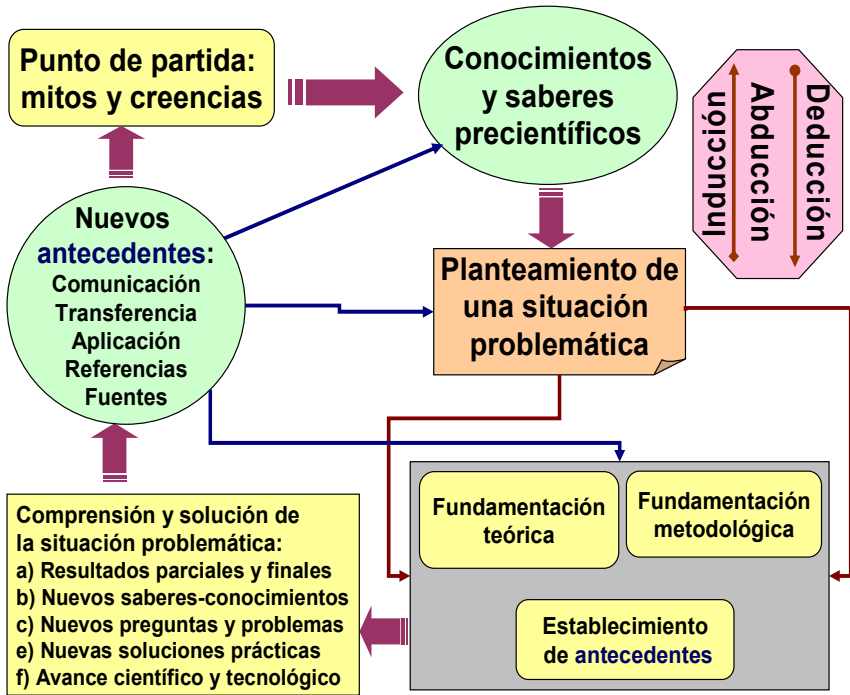 Punto de partida:
mitos y creencias
Conocimientos
y saberes
precientíficos
Inducción
Abducción
Deducción
Nuevos
antecedentes:
Comunicación
Transferencia
Aplicación
Referencias
Fuentes
Planteamiento de
una situación
problemática
Fundamentación
teórica
Fundamentación
metodológica
Establecimiento
de antecedentes
Comprensión y solución de
la situación problemática:
a) Resultados parciales y finales
b) Nuevos saberes-conocimientos
c) Nuevos preguntas y problemas
e) Nuevas soluciones prácticas
f) Avance científico y tecnológico